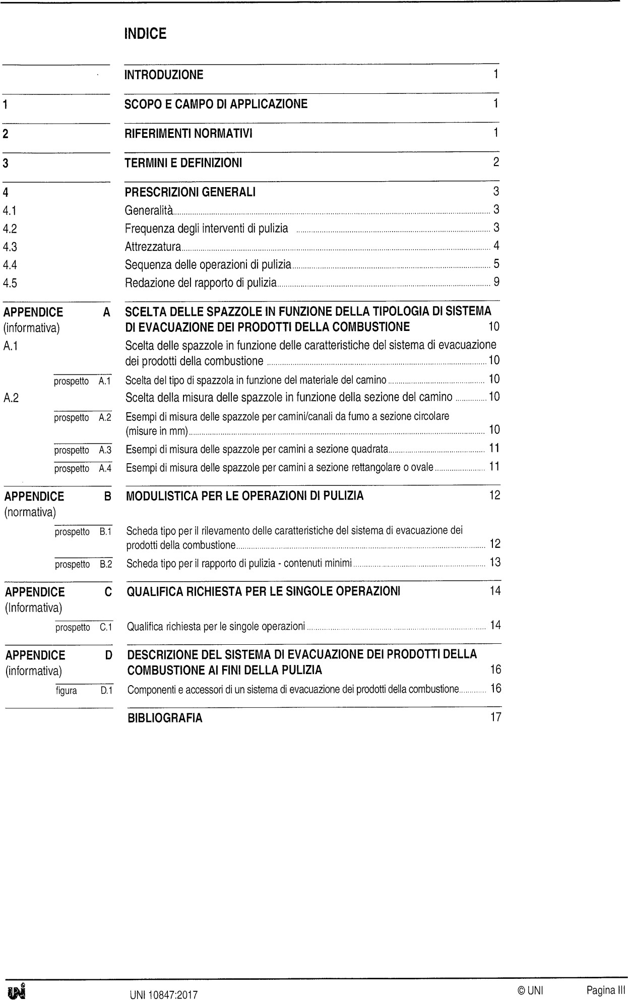 INDICE
INTRODUZIONE 1
1 SCOPO E CAMPO DI APPLICAZIONE 1
2 RIFERIMENTI NORMATIVI 1
3 TERMINI E DEFINIZIONI 2
4 PRESCRIZIONI GENERALI 3
4.1 Generalità 3
4.2 Frequenza degli interventi di pulizia 3
4.3 Attrezzatura 4
4.4 Sequenza delle operazioni di pulizia 5
4.5 Redazione del rapporto di pulizia 9
APPENDICE A SCELTA DELLE SPAZZOLE IN FUNZIONE DELLA TIPOLOGIA DI SISTEMA
(informativa) DI EVACUAZIONE DEI PRODOTTI DELLA COMBUSTIONE 10
A.1 Scelta delle spazzole in funzione delle caratteristiche del sistema di evacuazione
dei prodotti della combustione 10
prospetto A.1 Scelta del tipo di spazzola in funzione del materiale del camino 10
A.2 Scelta della misura delle spazzole in funzione della sezione del camino 10
prospetto A.2 Esempi di misura delle spazzole per camini/canali da fumo a sezione circolare
(misure in mm) 10
prospetto A.3 Esempi di misura delle spazzole per camini a sezione quadrata 11
prospetto A.4 Esempi di misura delle spazzole per camini a sezione rettangolare o ovale 11
APPENDICE B MODULISTICA PER LE OPERAZIONI DI PULIZIA 12
(normativa)
prospetto B.1 Scheda tipo per il rilevamento delle caratteristiche del sistema di evacuazione dei
prodotti della combustione 12
prospetto B.2 Scheda tipo per il rapporto di pulizia - contenuti minimi 13
APPENDICE C QUALIFICA RICHIESTA PER LE SINGOLE OPERAZIONI 14
(Informativa)
prospetto C.1 Qualifica richiesta per le singole operazioni 14
APPENDICE D DESCRIZIONE DEL SISTEMA DI EVACUAZIONE DEI PRODOTTI DELLA
(informativa) COMBUSTIONE AI FINI DELLA PULIZIA 16
figura D.1 Componenti e accessori di un sistema di evacuazione dei prodotti della combustione 16
BIBLIOGRAFIA 17
UNI UNI 10847:2017 © UNI Pagina III